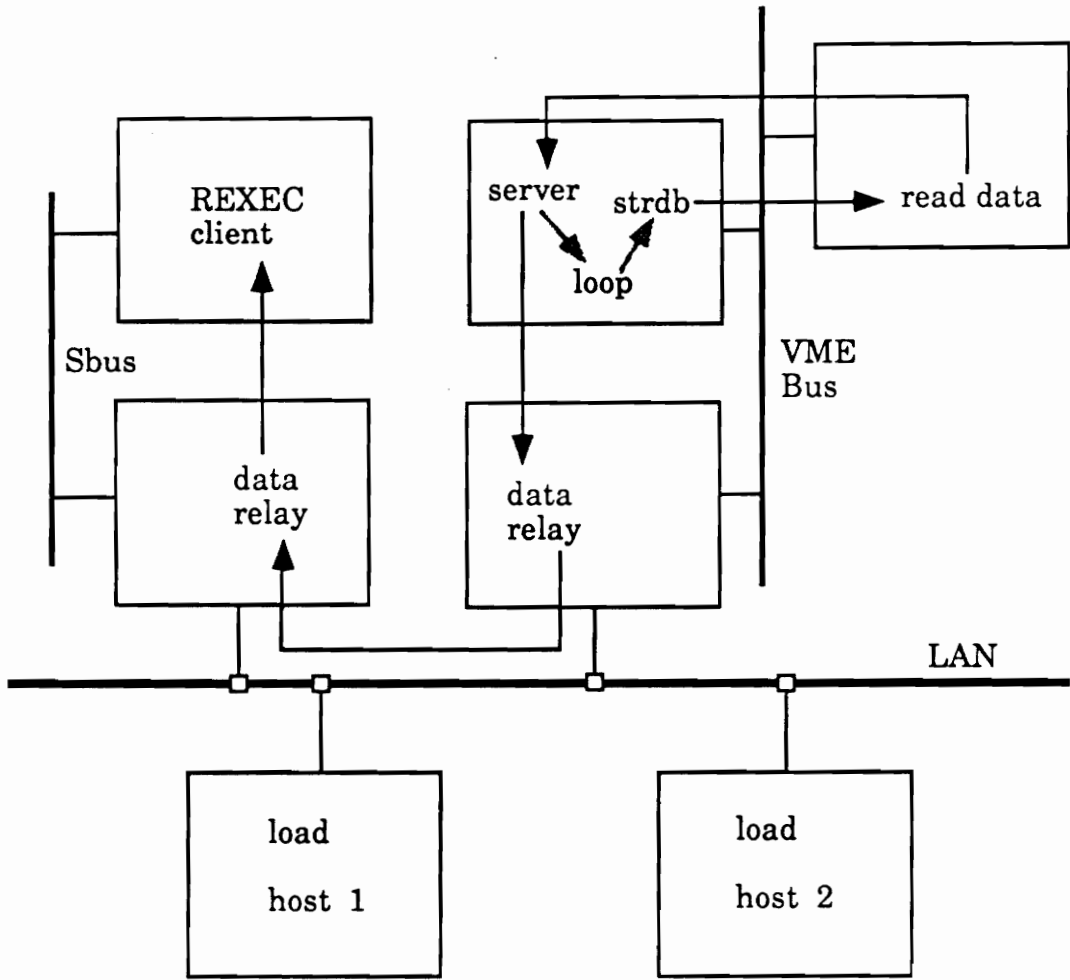 REXEC
client
server
strdb
loop
read data
Sbus
VME
Bus
data
relay
data
relay
LAN
load
host 1
load
host 2